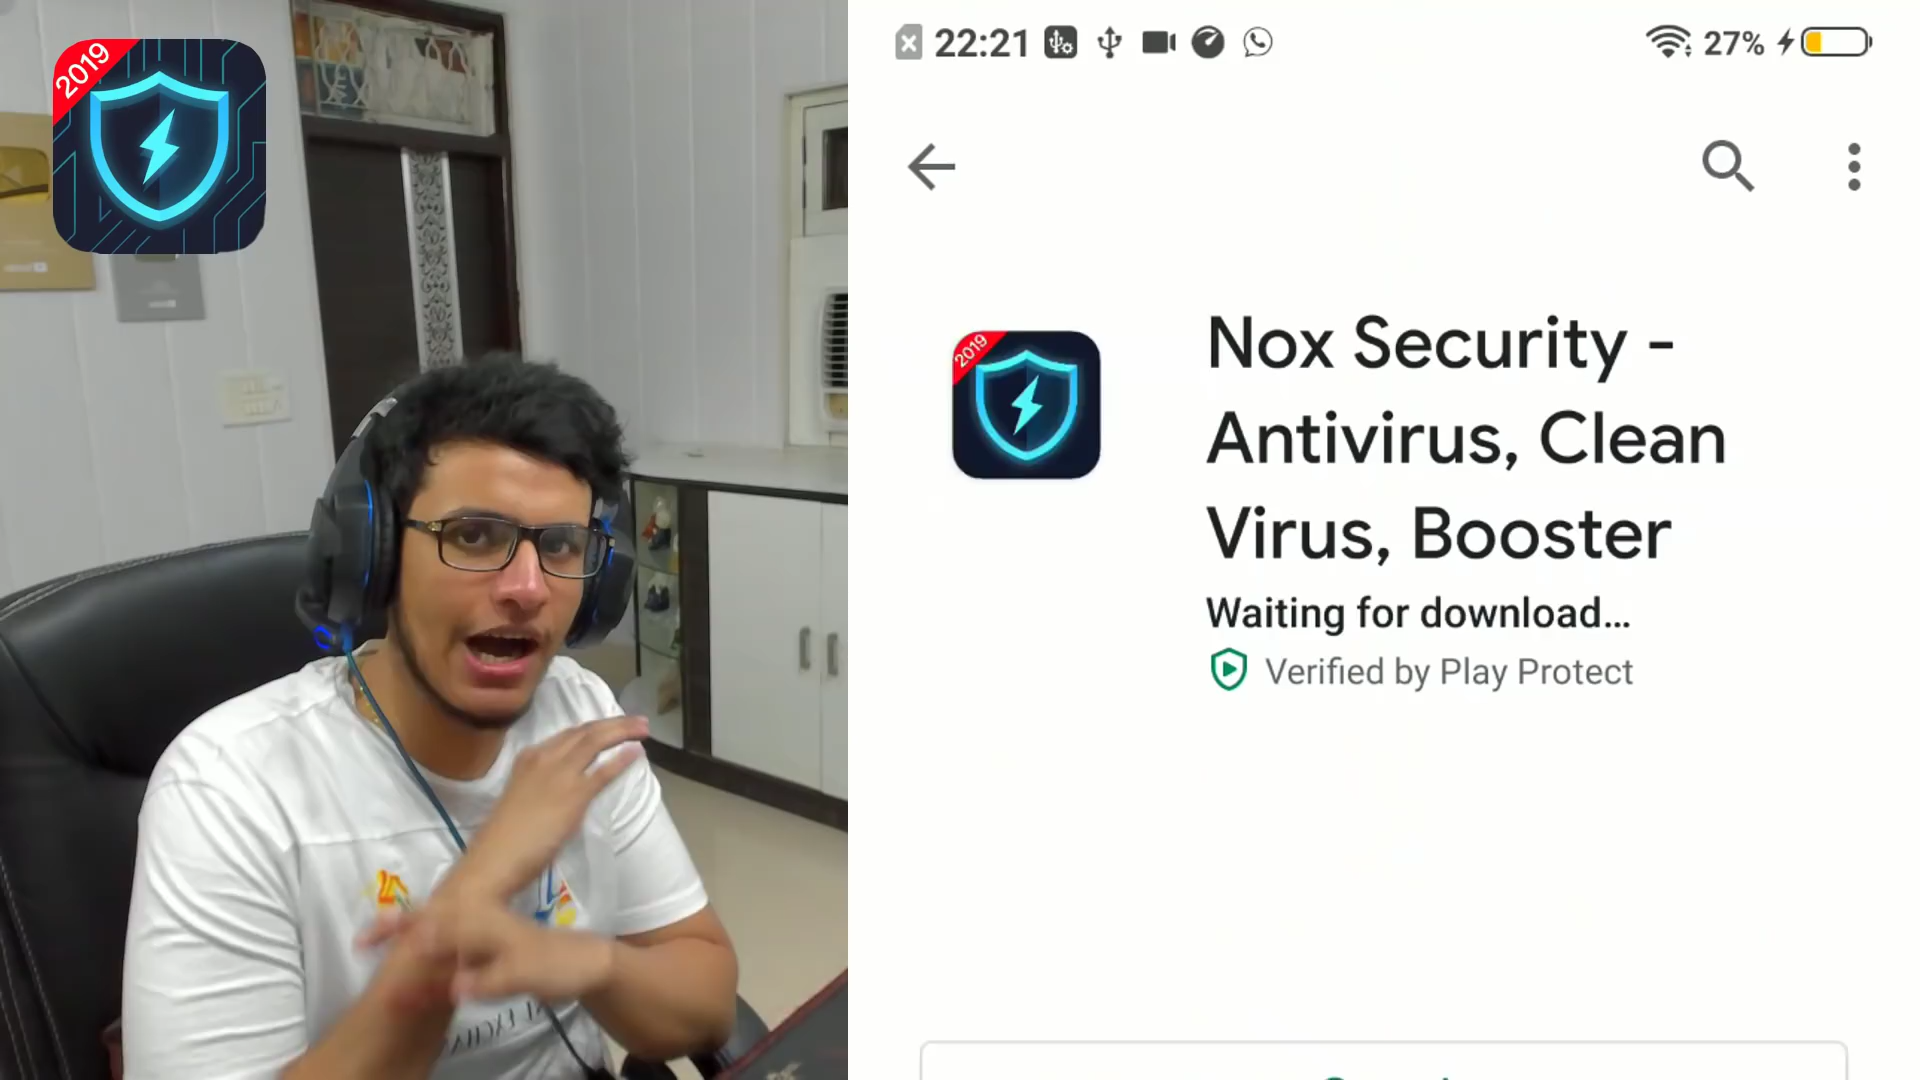 2019
22:21
27%
2019
Nox Security -
Antivirus, Clean
Virus, Booster
Waiting for download...
Verified by Play Protect